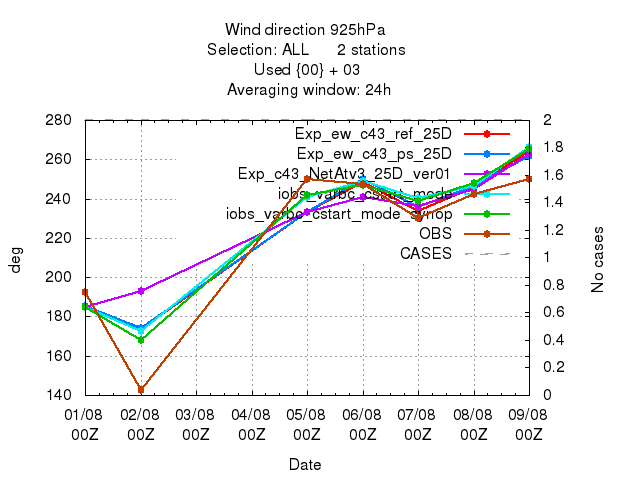 Wind direction 925hPa
Selection: ALL 2 stations
Used {00} + 03
Averaging window: 24h
280
260
240
220
200
180
160
140
deg
2
1.8
1.6
1.4
1.2
1
0.8
0.6
0.4
0.2
0
No cases
Exp_ew_c43_ref_25D
Exp_ew_c43_ps_25D
Exp_c43_NetAtv3_25D_ver01
iobs_varbc_cstart_mode
iobs_varbc_cstart_mode_synop
OBS
CASES
01/08 02/08 03/08 04/08 05/08 06/08 07/08 08/08 09/08
00Z 00Z 00Z 00Z 00Z 00Z 00Z 00Z 00Z
Date